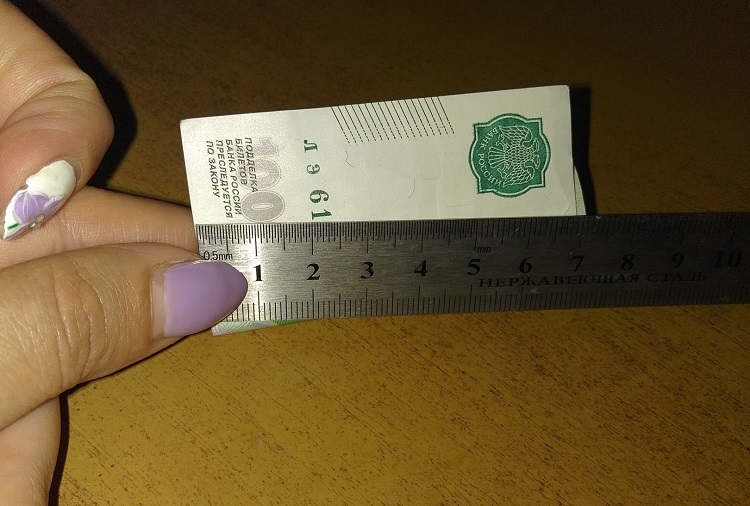 ПОДДЕЛКА
БИЛЕТОВ
БАНКА РОССИИ
ПРЕСЛЕДУЕТСЯ
ПО ЗАКОНУ
100
лэ 61
БАНК РОССИИ
0,5mm
mm
1 2 3 4 5 6 7 8 9 10
НЕРЖАВЕЮЩАЯ СТАЛЬ